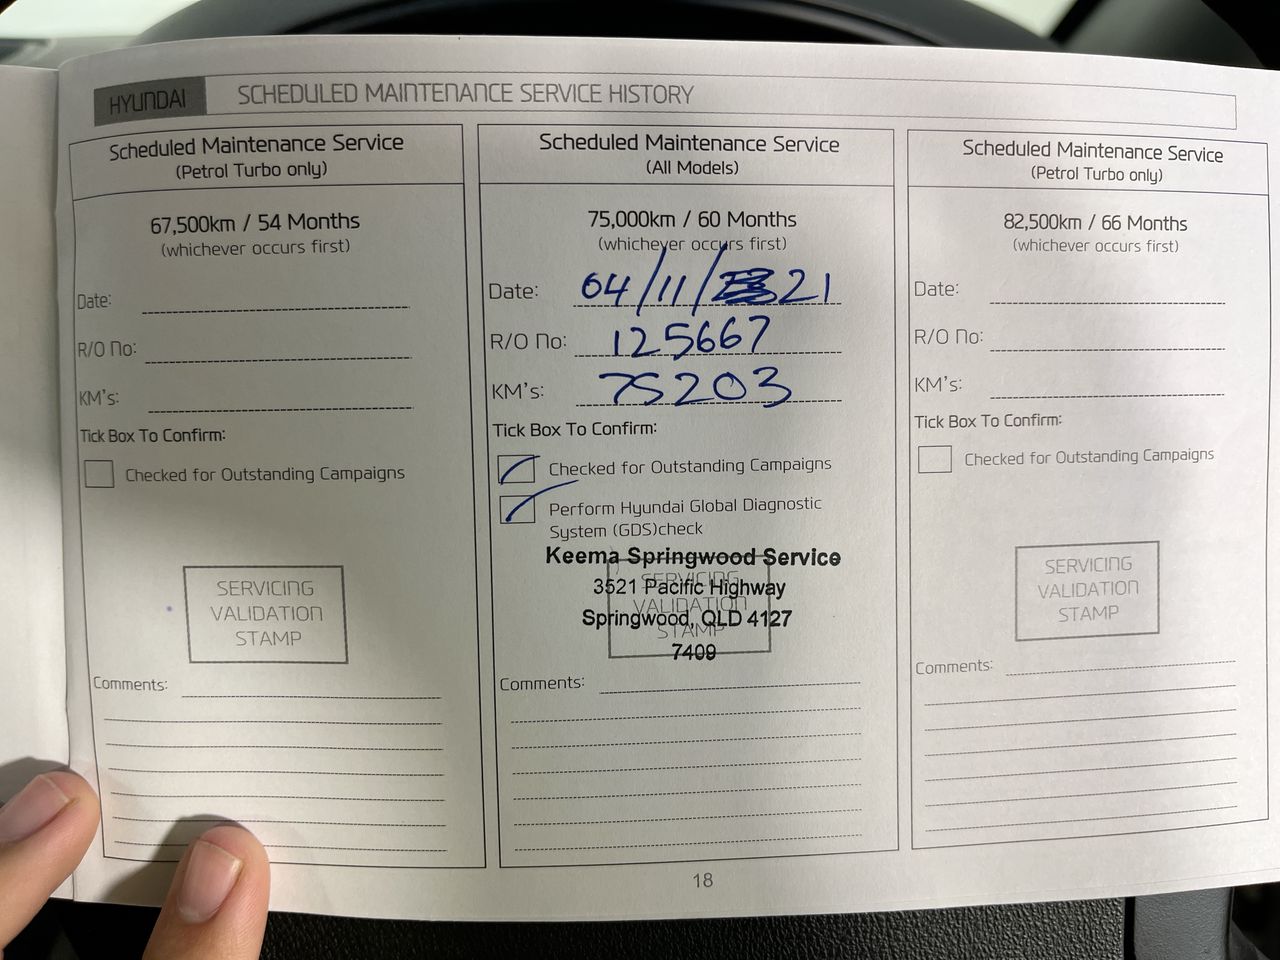 HYUNDAI
SCHEDULED MAINTENANCE SERVICE HISTORY
Scheduled Maintenance Service
(Petrol Turbo only)
67,500km / 54 Months
(whichever occurs first)
Date:
R/O No:
KM's:
Tick Box To Confirm:
Checked for Outstanding Campaigns
SERVICING
VALIDATION
STAMP
Comments:
Scheduled Maintenance Service
(All Models)
75,000km / 60 Months
(whichever occurs first)
Date: 04/11/21
R/O No: 125667
KM's: 75203
Tick Box To Confirm:
Checked for Outstanding Campaigns
Perform Hyundai Global Diagnostic
System (GDS)check
Keema Springwood Service
SERVICING
3521 Pacific Highway
VALIDATION
Springwood, QLD 4127
STAMP
7409
Comments:
Scheduled Maintenance Service
(Petrol Turbo only)
82,500km / 66 Months
(whichever occurs first)
Date:
R/O No:
KM's:
Tick Box To Confirm:
Checked for Outstanding Campaigns
SERVICING
VALIDATION
STAMP
Comments:
18